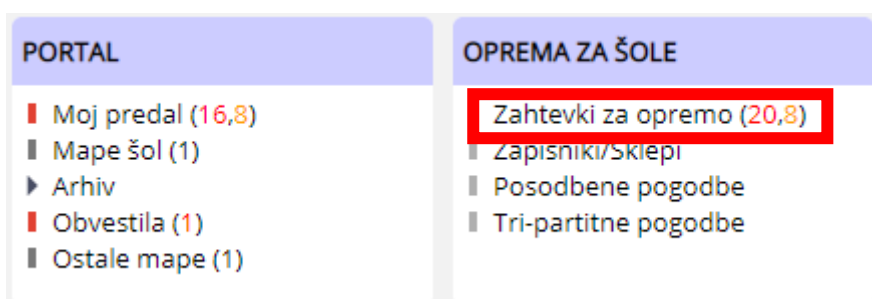 PORTAL
Moj predal (16,8)
Mape šol (1)
Arhiv
Obvestila (1)
Ostale mape (1)
OPREMA ZA ŠOLE
Zahtevki za opremo (20,8)
Zapisniki/Sklepi
Posodbene pogodbe
Tri-partitne pogodbe